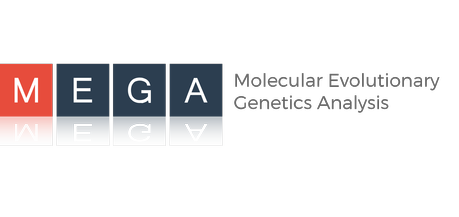 MEGA
Molecular Evolutionary
Genetics Analysis